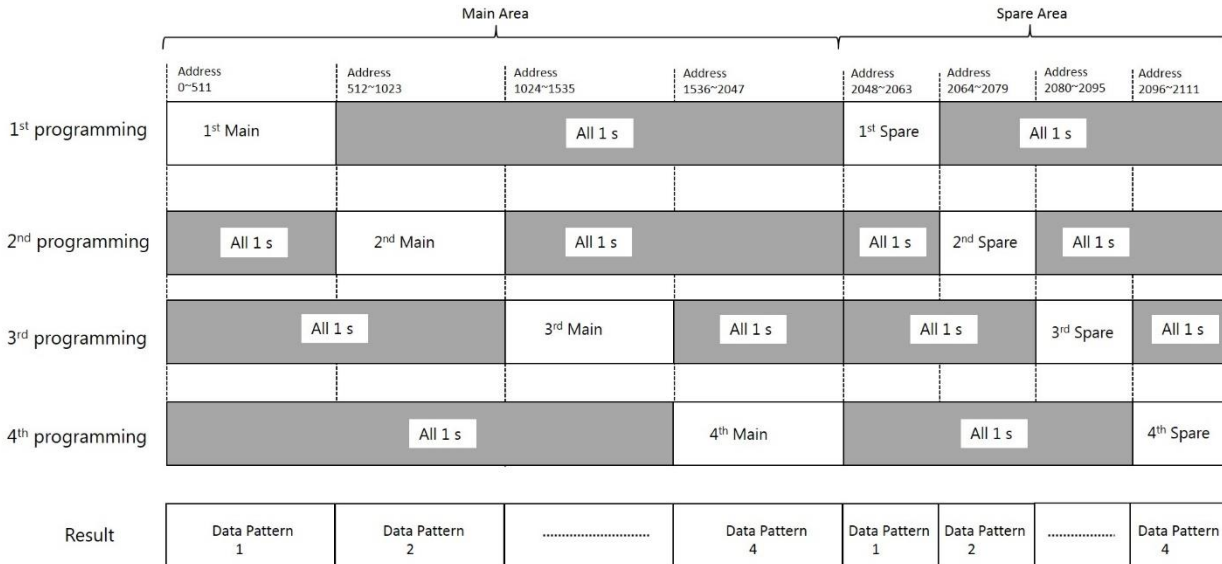 Main Area
Spare Area
Address
0~511
Address
512~1023
Address
1024~1535
Address
1536~2047
Address
2048~2063
Address
2064~2079
Address
2080~2095
Address
2096~2111
1st programming
1st Main
All 1 s
1st Spare
All 1 s
2nd programming
All 1 s
2nd Main
All 1 s
All 1 s
2nd Spare
All 1 s
3rd programming
All 1 s
3rd Main
All 1 s
All 1 s
3rd Spare
All 1 s
4th programming
All 1 s
4th Main
All 1 s
4th Spare
Result
Data Pattern
1
Data Pattern
2
....................
Data Pattern
4
Data Pattern
1
Data Pattern
2
.............
Data Pattern
4